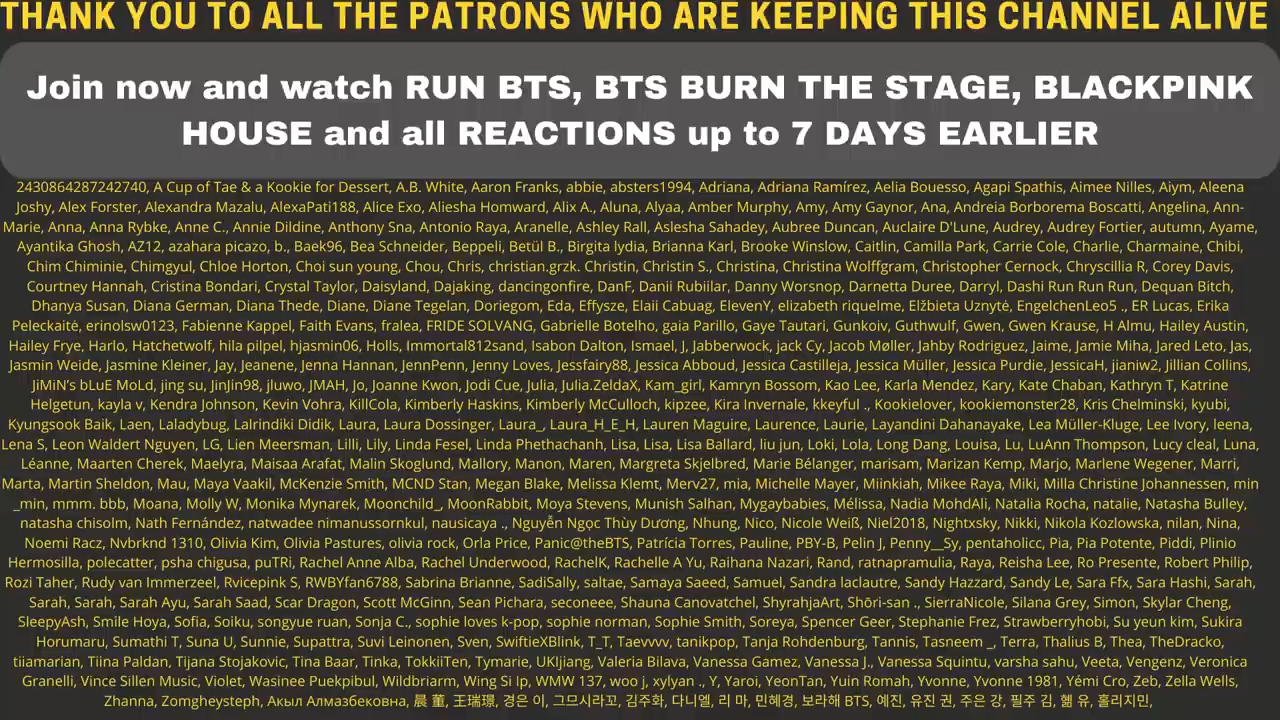 THANK YOU TO ALL THE PATRONS WHO ARE KEEPING THIS CHANNEL ALIVE
Join now and watch RUN BTS, BTS BURN THE STAGE, BLACKPINK
HOUSE and all REACTIONS up to 7 DAYS EARLIER
2430864287242740, A Cup of Tae & a Kookie for Dessert, A.B. White, Aaron Franks, abbie, absters1994, Adriana, Adriana Ramírez, Aelia Bouesso, Agapi Spathis, Aimee Nilles, Aiym, Aleena
Joshy, Alex Forster, Alexandra Mazalu, AlexaPati188, Alice Exo, Aliesha Homward, Alix A., Aluna, Alyaa, Amber Murphy, Amy, Amy Gaynor, Ana, Andreia Borborema Boscatti, Angelina, Ann-
Marie, Anna, Anna Rybke, Anne C., Annie Dildine, Anthony Sna, Antonio Raya, Aranelle, Ashley Rall, Aslesha Sahadey, Aubree Duncan, Auclaire D'Lune, Audrey, Audrey Fortier, autumn, Ayame,
Ayantika Ghosh, AZ12, azahara picazo, b., Baek96, Bea Schneider, Beppeli, Betül B., Birgita lydia, Brianna Karl, Brooke Winslow, Caitlin, Camilla Park, Carrie Cole, Charlie, Charmaine, Chibi,
Chim Chiminie, Chimgyul, Chloe Horton, Choi sun young, Chou, Chris, christian.grzk. Christin, Christin S., Christina, Christina Wolffgram, Christopher Cernock, Chryscillia R, Corey Davis,
Courtney Hannah, Cristina Bondari, Crystal Taylor, Daisyland, Dajaking, dancingonfire, DanF, Danii Rubiilar, Danny Worsnop, Darnetta Duree, Darryl, Dashi Run Run Run, Dequan Bitch,
Dhanya Susan, Diana German, Diana Thede, Diane, Diane Tegelan, Doriegom, Eda, Effysze, Elaii Cabuag, ElevenY, elizabeth riquelme, Elžbieta Uznytė, EngelchenLeo5 ., ER Lucas, Erika
Peleckaitė, erinolsw0123, Fabienne Kappel, Faith Evans, fralea, FRIDE SOLVANG, Gabrielle Botelho, gaia Parillo, Gaye Tautari, Gunkoiv, Guthwulf, Gwen, Gwen Krause, H Almu, Hailey Austin,
Hailey Frye, Harlo, Hatchetwolf, hila pilpel, hjasmin06, Holls, Immortal812sand, Isabon Dalton, Ismael, J, Jabberwock, jack Cy, Jacob Møller, Jahby Rodriguez, Jaime, Jamie Miha, Jared Leto, Jas,
Jasmin Weide, Jasmine Kleiner, Jay, Jeanene, Jenna Hannan, JennPenn, Jenny Loves, Jessfairy88, Jessica Abboud, Jessica Castilleja, Jessica Müller, Jessica Purdie, JessicaH, jianiw2, Jillian Collins,
JiMiN's bLuE MoLd, jing su, JinJin98, jluwo, JMAH, Jo, Joanne Kwon, Jodi Cue, Julia, Julia.ZeldaX, Kam_girl, Kamryn Bossom, Kao Lee, Karla Mendez, Kary, Kate Chaban, Kathryn T, Katrine
Helgetun, kayla v, Kendra Johnson, Kevin Vohra, KillCola, Kimberly Haskins, Kimberly McCulloch, kipzee, Kira Invernale, kkeyful ., Kookielover, kookiemonster28, Kris Chelminski, kyubi,
Kyungsook Baik, Laen, Laladybug, Lalrindiki Didik, Laura, Laura Dossinger, Laura_, Laura_H_E_H, Lauren Maguire, Laurence, Laurie, Layandini Dahanayake, Lea Müller-Kluge, Lee Ivory, leena,
Lena S, Leon Waldert Nguyen, LG, Lien Meersman, Lilli, Lily, Linda Fesel, Linda Phethachanh, Lisa, Lisa, Lisa Ballard, liu jun, Loki, Lola, Long Dang, Louisa, Lu, LuAnn Thompson, Lucy cleal, Luna,
Léanne, Maarten Cherek, Maelyra, Maisaa Arafat, Malin Skoglund, Mallory, Manon, Maren, Margreta Skjelbred, Marie Bélanger, marisam, Marizan Kemp, Marjo, Marlene Wegener, Marri,
Marta, Martin Sheldon, Mau, Maya Vaakil, McKenzie Smith, MCND Stan, Megan Blake, Melissa Klemt, Merv27, mia, Michelle Mayer, Miinkiah, Mikee Raya, Miki, Milla Christine Johannessen, min
_min, mmm. bbb, Moana, Molly W, Monika Mynarek, Moonchild_, MoonRabbit, Moya Stevens, Munish Salhan, Mygaybabies, Mélissa, Nadia MohdAli, Natalia Rocha, natalie, Natasha Bulley,
natasha chisolm, Nath Fernández, natwadee nimanussornkul, nausicaya ., Nguyễn Ngọc Thùy Dương, Nhung, Nico, Nicole Weiß, Niel2018, Nightxsky, Nikki, Nikola Kozlowska, nilan, Nina,
Noemi Racz, Nvbrknd 1310, Olivia Kim, Olivia Pastures, olivia rock, Orla Price, Panic@theBTS, Patrícia Torres, Pauline, PBY-B, Pelin J, Penny__Sy, pentaholicc, Pia, Pia Potente, Piddi, Plinio
Hermosilla, polecatter, psha chigusa, puTRi, Rachel Anne Alba, Rachel Underwood, RachelK, Rachelle A Yu, Raihana Nazari, Rand, ratnapramulia, Raya, Reisha Lee, Ro Presente, Robert Philip,
Rozi Taher, Rudy van Immerzeel, Rvicepink S, RWBYfan6788, Sabrina Brianne, SadiSally, saltae, Samaya Saeed, Samuel, Sandra laclautre, Sandy Hazzard, Sandy Le, Sara Ffx, Sara Hashi, Sarah,
Sarah, Sarah, Sarah Ayu, Sarah Saad, Scar Dragon, Scott McGinn, Sean Pichara, seconeee, Shauna Canovatchel, ShyrahjaArt, Shōri-san ., SierraNicole, Silana Grey, Simon, Skylar Cheng,
SleepyAsh, Smile Hoya, Sofia, Soiku, songyue ruan, Sonja C., sophie loves k-pop, sophie norman, Sophie Smith, Soreya, Spencer Geer, Stephanie Frez, Strawberryhobi, Su yeun kim, Sukira
Horumaru, Sumathi T, Suna U, Sunnie, Supattra, Suvi Leinonen, Sven, SwiftieXBlink, T_T, Taevvvv, tanikpop, Tanja Rohdenburg, Tannis, Tasneem _, Terra, Thalius B, Thea, TheDracko,
tiiamarian, Tiina Paldan, Tijana Stojakovic, Tina Baar, Tinka, TokkiiTen, Tymarie, UKIjiang, Valeria Bilava, Vanessa Gamez, Vanessa J., Vanessa Squintu, varsha sahu, Veeta, Vengenz, Veronica
Granelli, Vince Sillen Music, Violet, Wasinee Puekpibul, Wildbriarm, Wing Si Ip, WMW 137, woo j, xylyan ., Y, Yaroi, YeonTan, Yuin Romah, Yvonne, Yvonne 1981, Yémi Cro, Zeb, Zella Wells,
Zhanna, Zomgheysteph, Акыл Алмазбековна, 晨 董, 王瑞璟, 경은 이, 그므시라꼬, 김주화, 다니엘, 리 마, 민혜경, 보라해 BTS, 예진, 유진 권, 주은 강, 필주 김, 헮 유, 홀리지민,